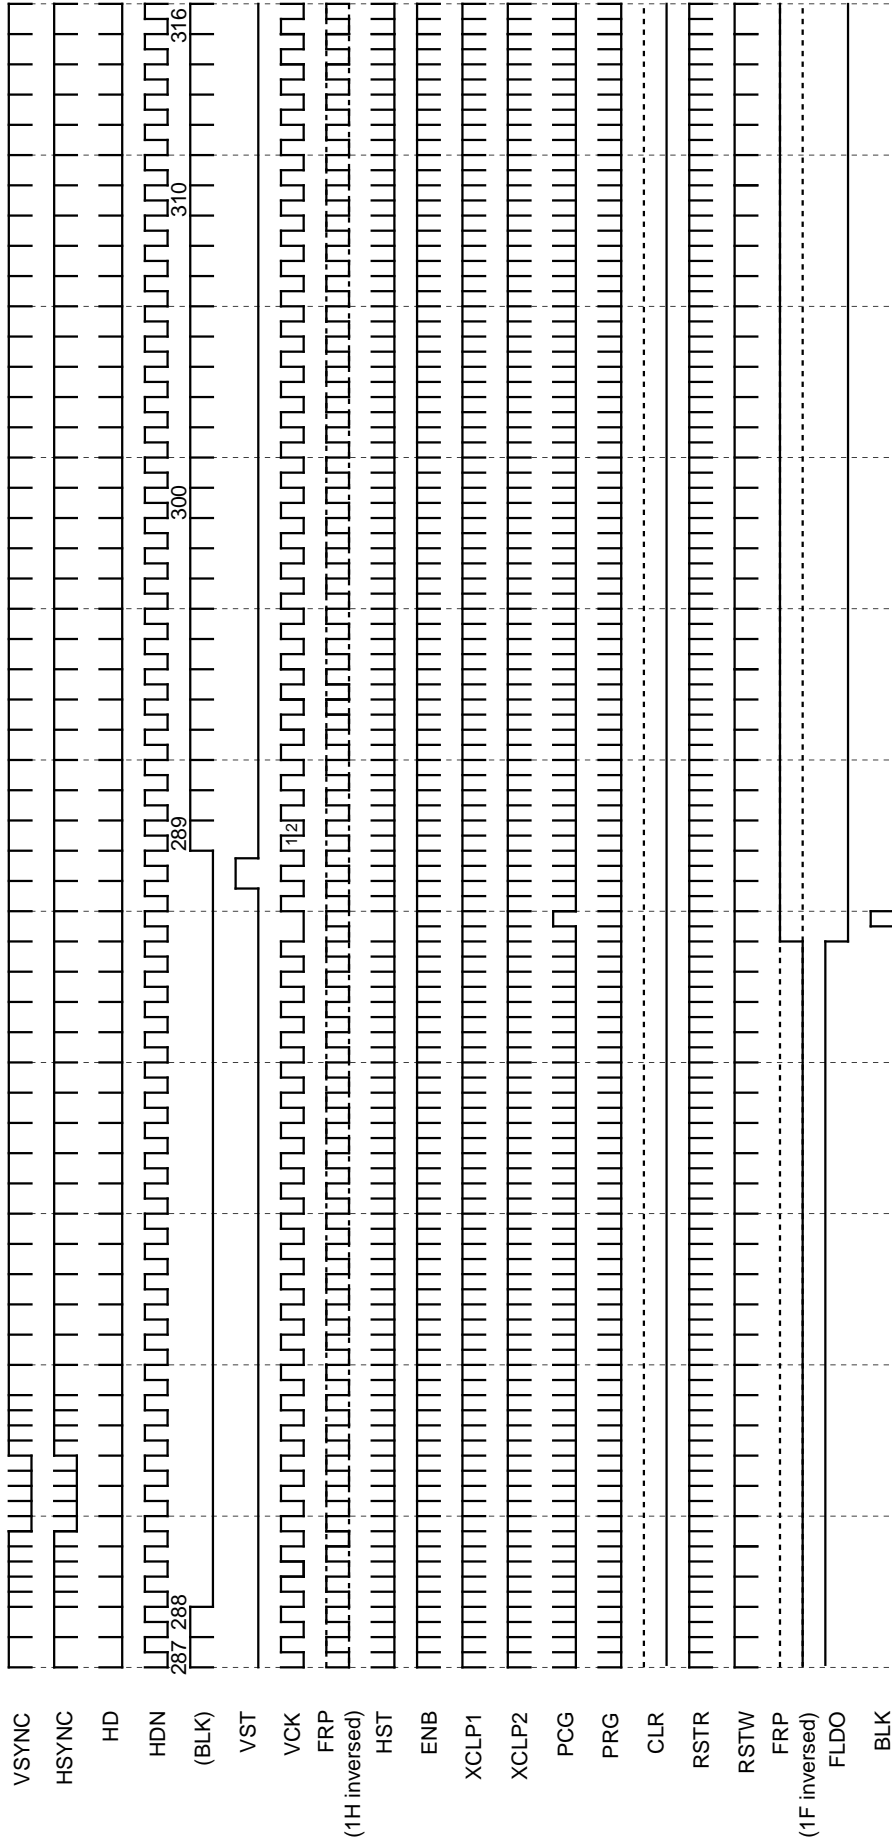 VSYNC
HSYNC
HD
HDN
287 288 289 300 310 316
(BLK)
VST
VCK
1 2
FRP
(1H inversed)
HST
ENB
XCLP1
XCLP2
PCG
PRG
CLR
RSTR
RSTW
FRP
(1F inversed)
FLDO
BLK